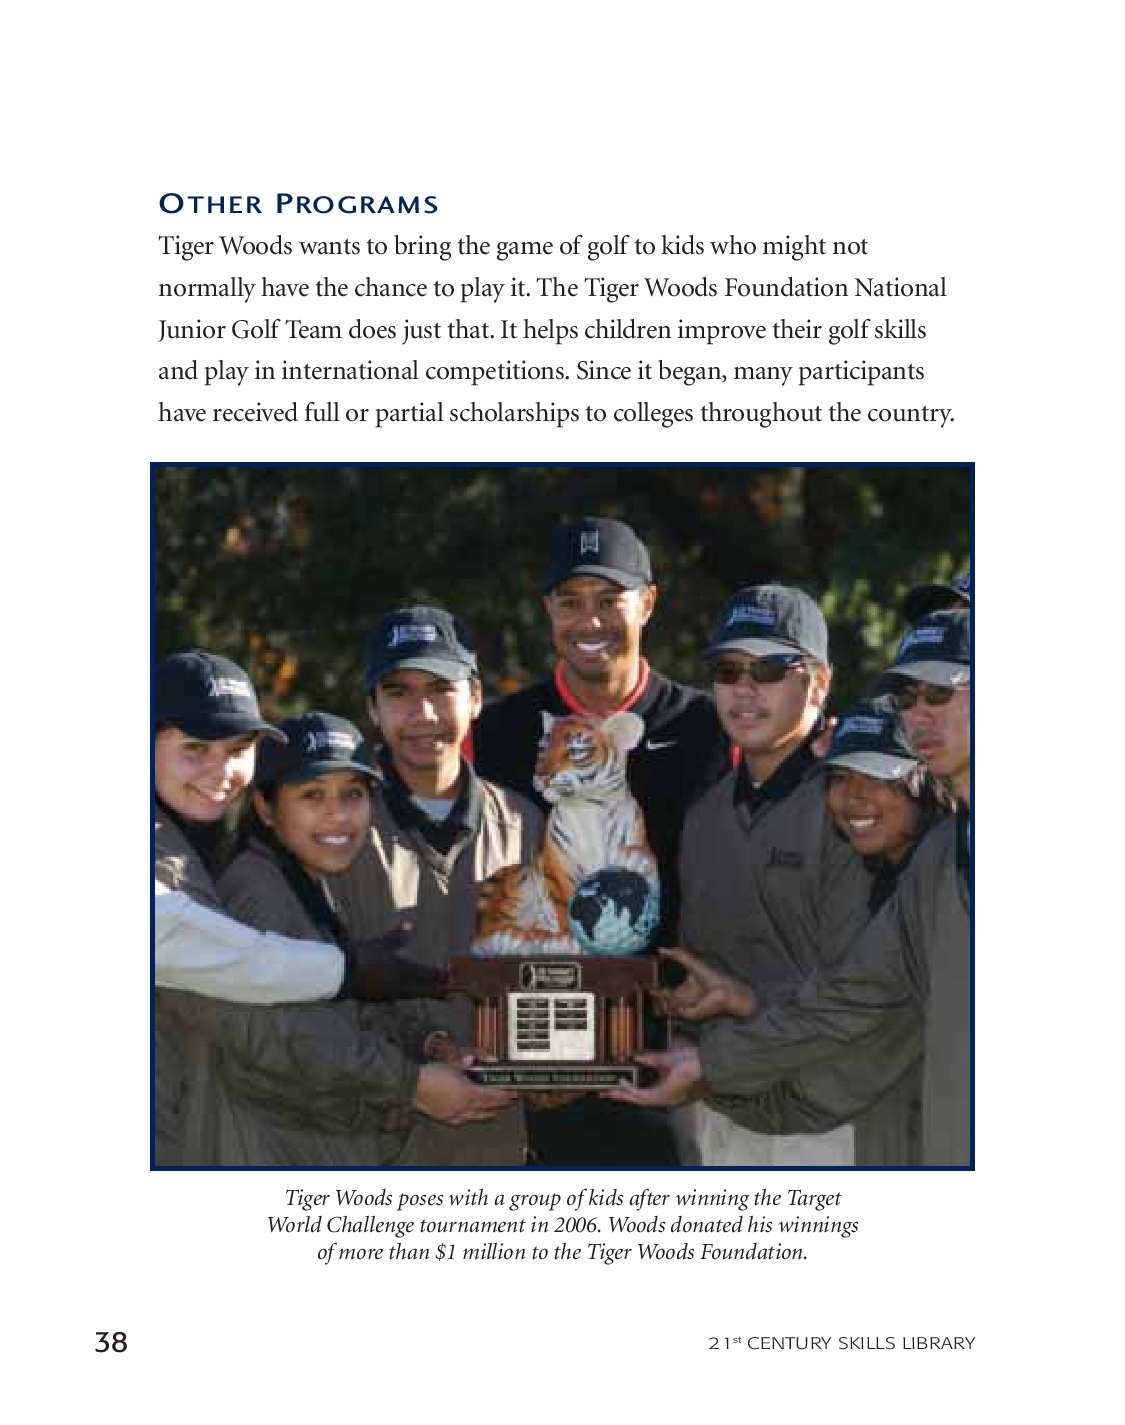 OTHER PROGRAMS
Tiger Woods wants to bring the game of golf to kids who might not
normally have the chance to play it. The Tiger Woods Foundation National
Junior Golf Team does just that. It helps children improve their golf skills
and play in international competitions. Since it began, many participants
have received full or partial scholarships to colleges throughout the country.
Tiger Woods poses with a group of kids after winning the Target
World Challenge tournament in 2006. Woods donated his winnings
of more than $1 million to the Tiger Woods Foundation.
38
21st CENTURY SKILLS LIBRARY